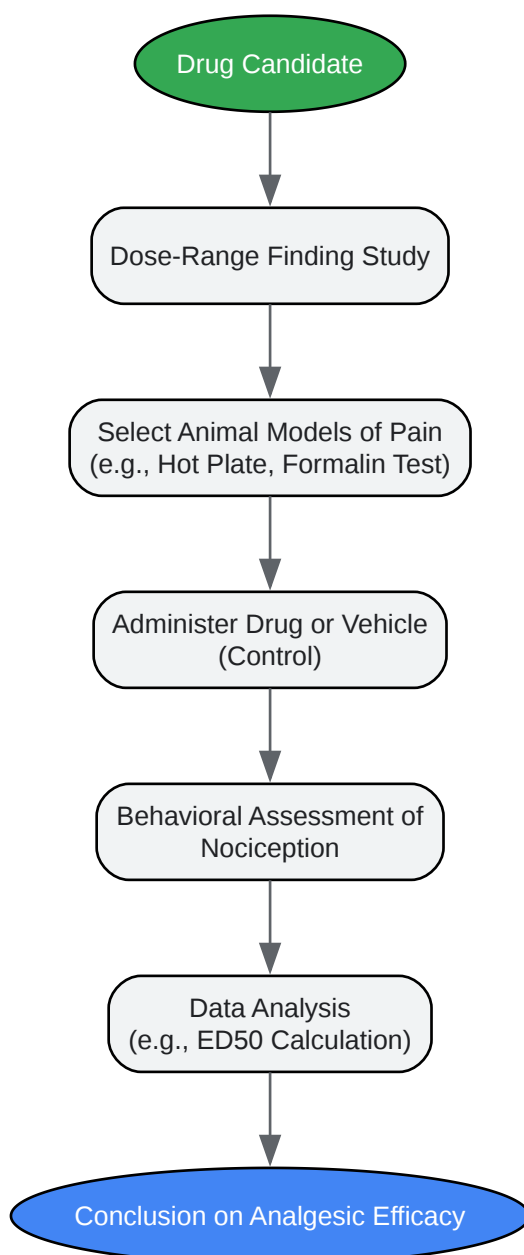 Drug Candidate
Dose-Range Finding Study
Select Animal Models of Pain
(e.g., Hot Plate, Formalin Test)
Administer Drug or Vehicle
(Control)
Behavioral Assessment of
Nociception
Data Analysis
(e.g., ED50 Calculation)
Conclusion on Analgesic Efficacy